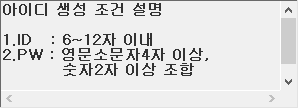 아이디 생성 조건 설명
1.ID : 6~12자 이내
2.PW : 영문소문자4자 이상,
숫자2자 이상 조합